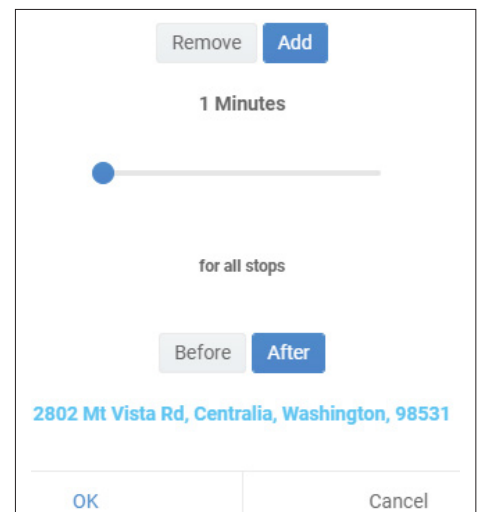 Remove Add
1 Minutes
for all stops
Before After
2802 Mt Vista Rd, Centralia, Washington, 98531
OK Cancel